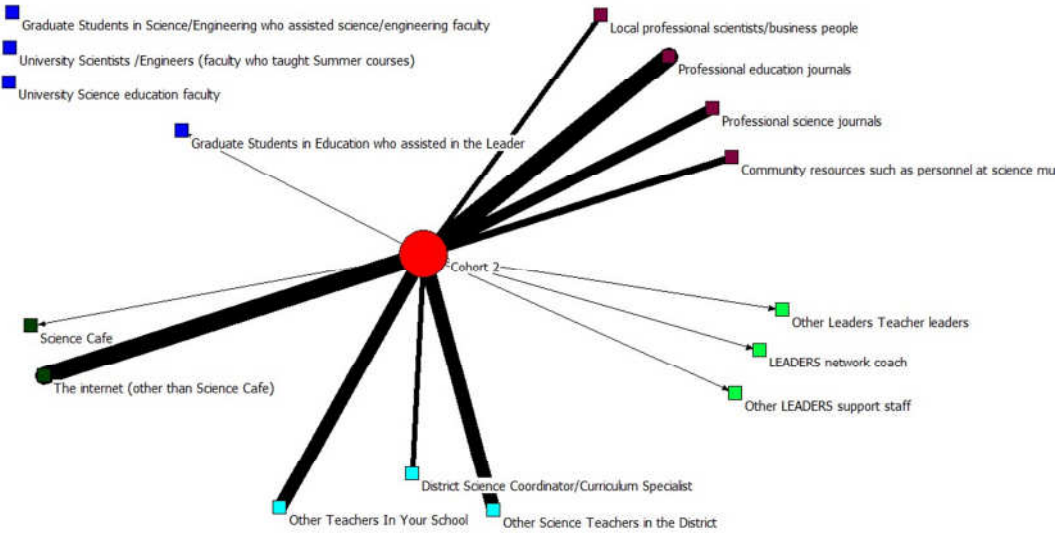 Graduate Students in Science/Engineering who assisted science/engineering faculty
Local professional scientists/business people
University Scientists /Engineers (faculty who taught Summer courses)
Professional education journals
University Science education faculty
Professional science journals
Graduate Students in Education who assisted in the Leader
Community resources such as personnel at science mu
Cohort 2
Other Leaders Teacher leaders
Science Cafe
LEADERS network coach
The internet (other than Science Cafe)
Other LEADERS support staff
District Science Coordinator/Curriculum Specialist
Other Teachers In Your School
Other Science Teachers in the District